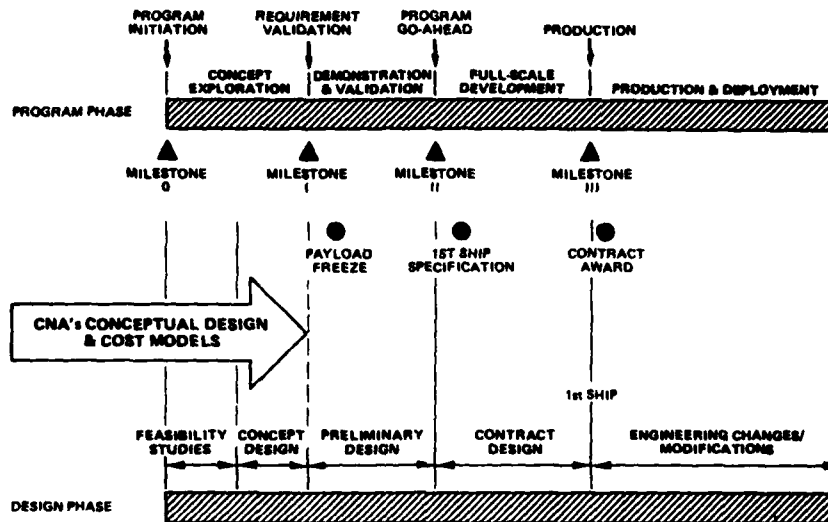 PROGRAM INITIATION
REQUIREMENT VALIDATION
PROGRAM GO-AHEAD
PRODUCTION
CONCEPT EXPLORATION
DEMONSTRATION & VALIDATION
FULL-SCALE DEVELOPMENT
PRODUCTION & DEPLOYMENT
PROGRAM PHASE
MILESTONE 0
MILESTONE I
MILESTONE II
MILESTONE III
PAYLOAD FREEZE
1ST SHIP SPECIFICATION
CONTRACT AWARD
CNA's CONCEPTUAL DESIGN
& COST MODELS
1st SHIP
FEASIBILITY STUDIES
CONCEPT DESIGN
PRELIMINARY DESIGN
CONTRACT DESIGN
ENGINEERING CHANGES/ MODIFICATIONS
DESIGN PHASE